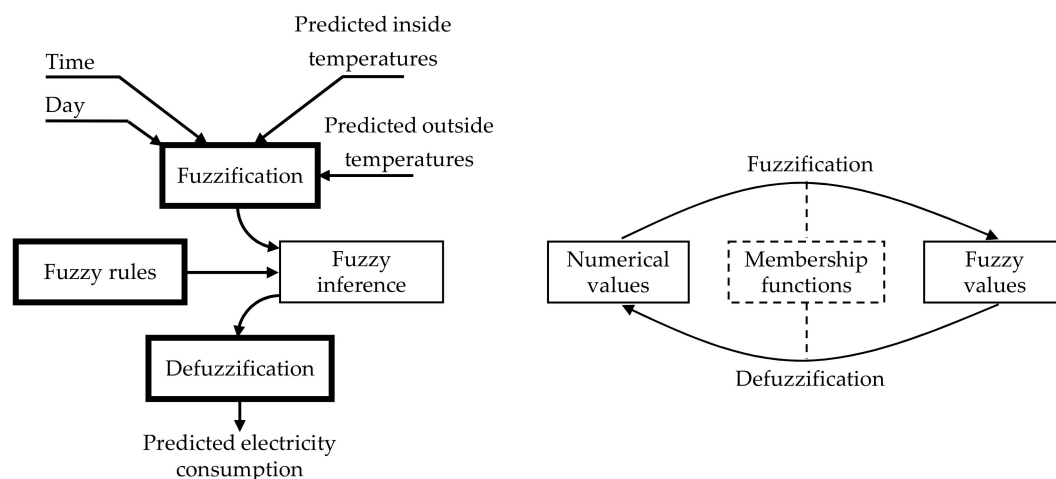 Predicted inside
temperatures
Time
Day
Predicted outside
temperatures
Fuzzification
Fuzzy rules
Fuzzy
inference
Defuzzification
Predicted electricity
consumption
Fuzzification
Numerical
values
Membership
functions
Fuzzy
values
Defuzzification